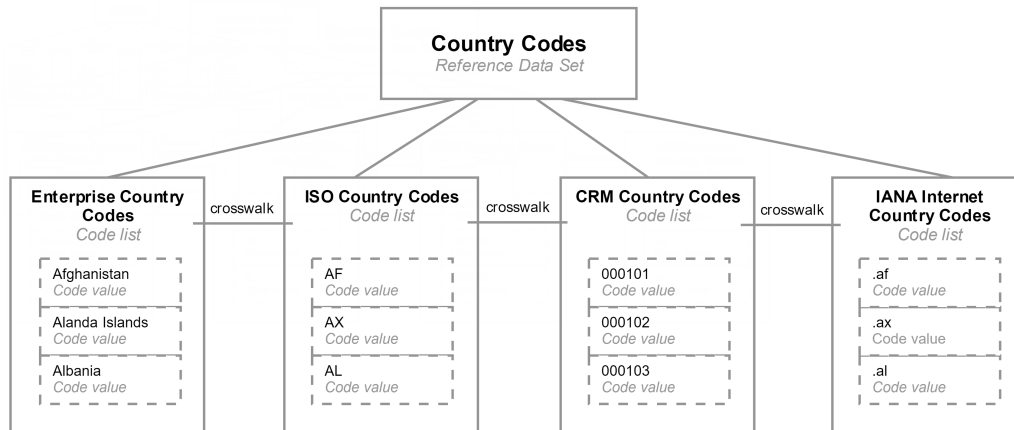 Country Codes
Reference Data Set
Enterprise Country
Codes
Code list
Afghanistan
Code value
Alanda Islands
Code value
Albania
Code value
crosswalk
ISO Country Codes
Code list
AF
Code value
AX
Code value
AL
Code value
crosswalk
CRM Country Codes
Code list
000101
Code value
000102
Code value
000103
Code value
crosswalk
IANA Internet
Country Codes
Code list
.af
Code value
.ax
Code value
.al
Code value